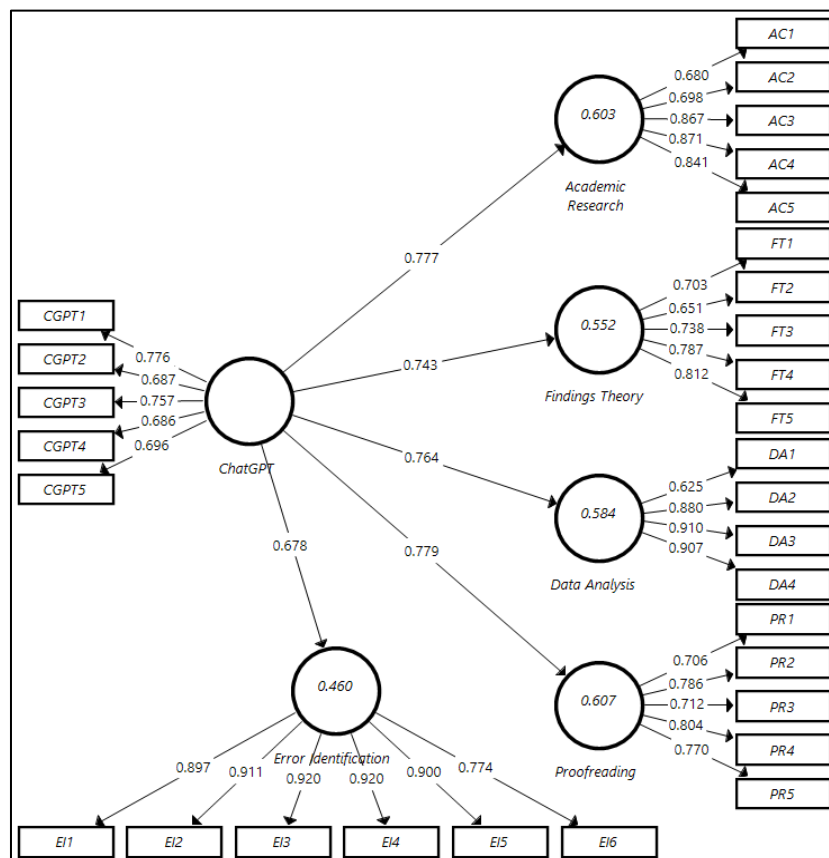 AC1
0.680
AC2
0.698
0.603
0.867
AC3
0.871
AC4
0.841
Academic
Research
AC5
0.777
FT1
0.703
FT2
0.651
0.552
0.738
FT3
0.787
FT4
0.812
Findings Theory
FT5
0.743
CGPT1
0.776
CGPT2
0.687
CGPT3
0.757
CGPT4
0.686
0.696
CGPT5
ChatGPT
0.764
DA1
0.625
DA2
0.880
0.584
0.910
DA3
0.907
Data Analysis
DA4
0.678
0.779
PR1
0.706
PR2
0.786
0.607
0.712
PR3
0.804
PR4
0.770
Proofreading
PR5
0.460
Error Identification
0.897
0.911
0.920
0.920
0.900
0.774
EI1
EI2
EI3
EI4
EI5
EI6